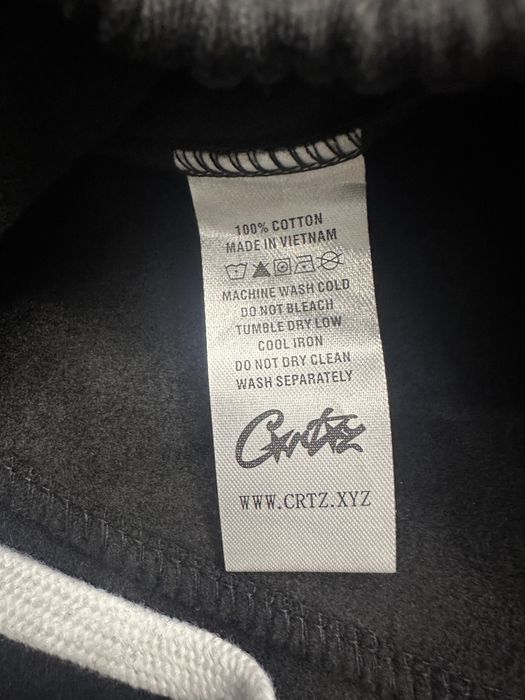 100% COTTON
MADE IN VIETNAM
MACHINE WASH COLD
DO NOT BLEACH
TUMBLE DRY LOW
COOL IRON
DO NOT DRY CLEAN
WASH SEPARATELY
Crtz
WWW.CRTZ.XYZ